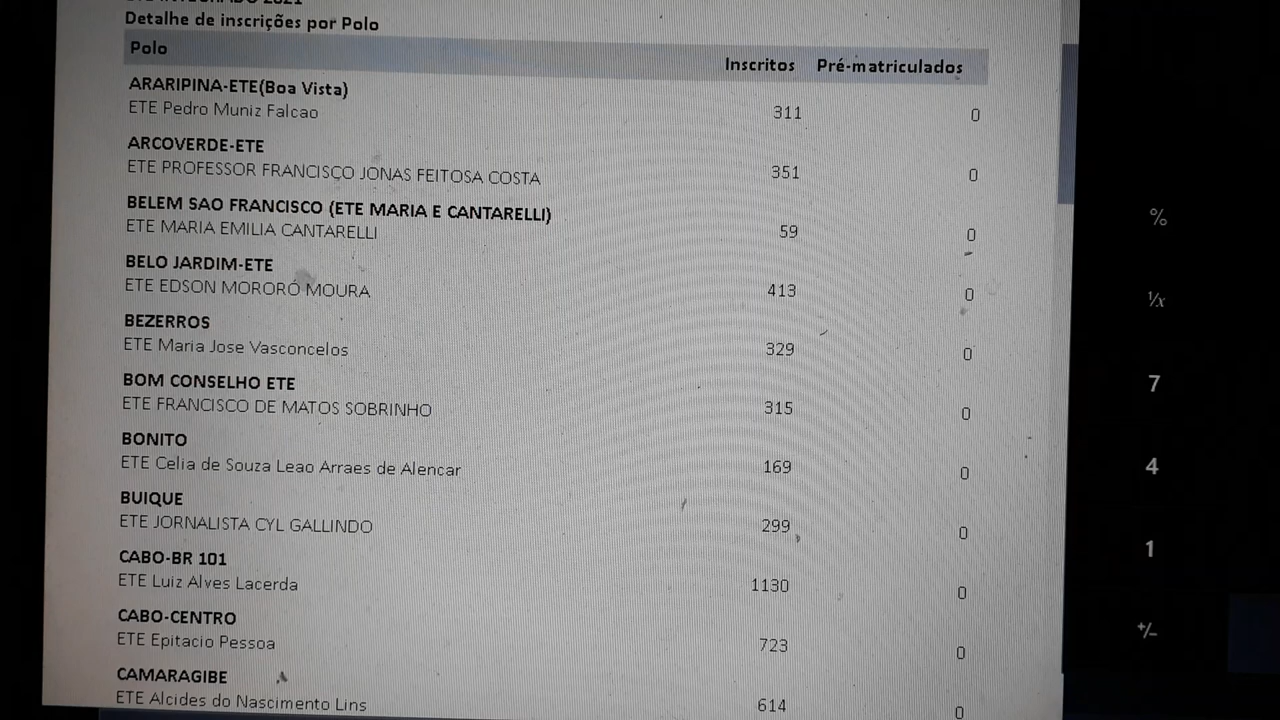 ETE INTEGRADO 2021
Detalhe de inscrições por Polo
Polo Inscritos Pré-matriculados
ARARIPINA-ETE(Boa Vista)
ETE Pedro Muniz Falcao 311 0
ARCOVERDE-ETE
ETE PROFESSOR FRANCISCO JONAS FEITOSA COSTA 351 0
BELEM SAO FRANCISCO (ETE MARIA E CANTARELLI)
ETE MARIA EMILIA CANTARELLI 59 0
BELO JARDIM-ETE
ETE EDSON MORORÓ MOURA 413 0
BEZERROS
ETE Maria Jose Vasconcelos 329 0
BOM CONSELHO ETE
ETE FRANCISCO DE MATOS SOBRINHO 315 0
BONITO
ETE Celia de Souza Leao Arraes de Alencar 169 0
BUIQUE
ETE JORNALISTA CYL GALLINDO 299 0
CABO-BR 101
ETE Luiz Alves Lacerda 1130 0
CABO-CENTRO
ETE Epitacio Pessoa 723 0
CAMARAGIBE
ETE Alcides do Nascimento Lins 614 0
%
¹/x
7
4
1
+/-